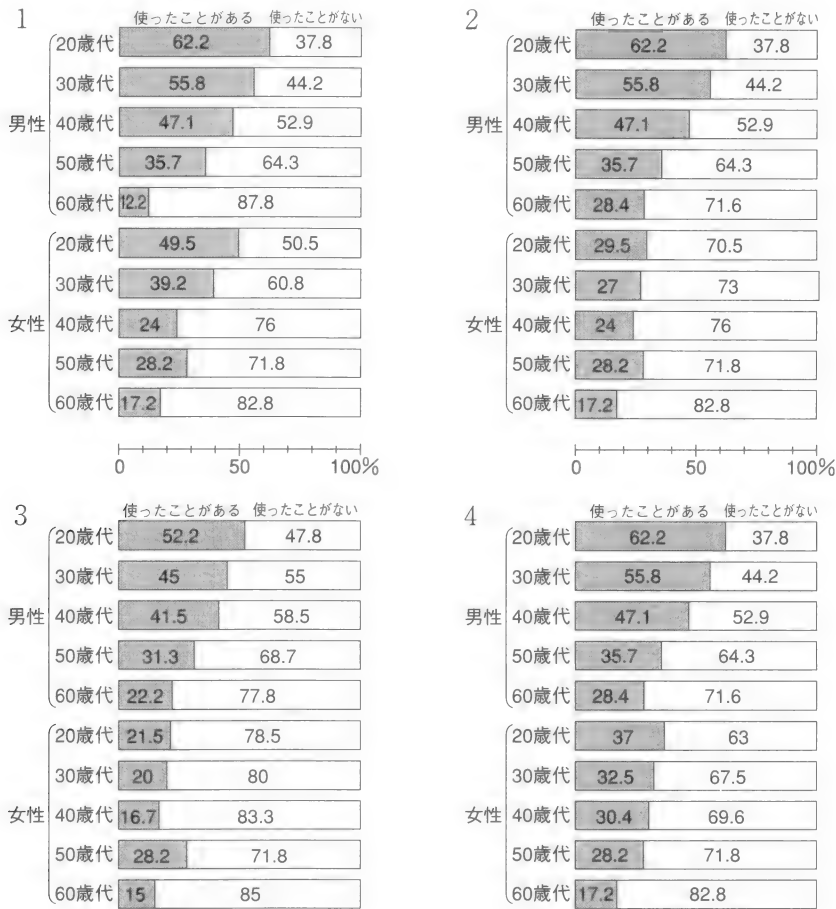 1
使ったことがある 使ったことがない
男性
20歳代 62.2 37.8
30歳代 55.8 44.2
40歳代 47.1 52.9
50歳代 35.7 64.3
60歳代 12.2 87.8
女性
20歳代 49.5 50.5
30歳代 39.2 60.8
40歳代 24 76
50歳代 28.2 71.8
60歳代 17.2 82.8
0 50 100%
2
使ったことがある 使ったことがない
男性
20歳代 62.2 37.8
30歳代 55.8 44.2
40歳代 47.1 52.9
50歳代 35.7 64.3
60歳代 28.4 71.6
女性
20歳代 29.5 70.5
30歳代 27 73
40歳代 24 76
50歳代 28.2 71.8
60歳代 17.2 82.8
0 50 100%
3
使ったことがある 使ったことがない
男性
20歳代 52.2 47.8
30歳代 45 55
40歳代 41.5 58.5
50歳代 31.3 68.7
60歳代 22.2 77.8
女性
20歳代 21.5 78.5
30歳代 20 80
40歳代 16.7 83.3
50歳代 28.2 71.8
60歳代 15 85
4
使ったことがある 使ったことがない
男性
20歳代 62.2 37.8
30歳代 55.8 44.2
40歳代 47.1 52.9
50歳代 35.7 64.3
60歳代 28.4 71.6
女性
20歳代 37 63
30歳代 32.5 67.5
40歳代 30.4 69.6
50歳代 28.2 71.8
60歳代 17.2 82.8